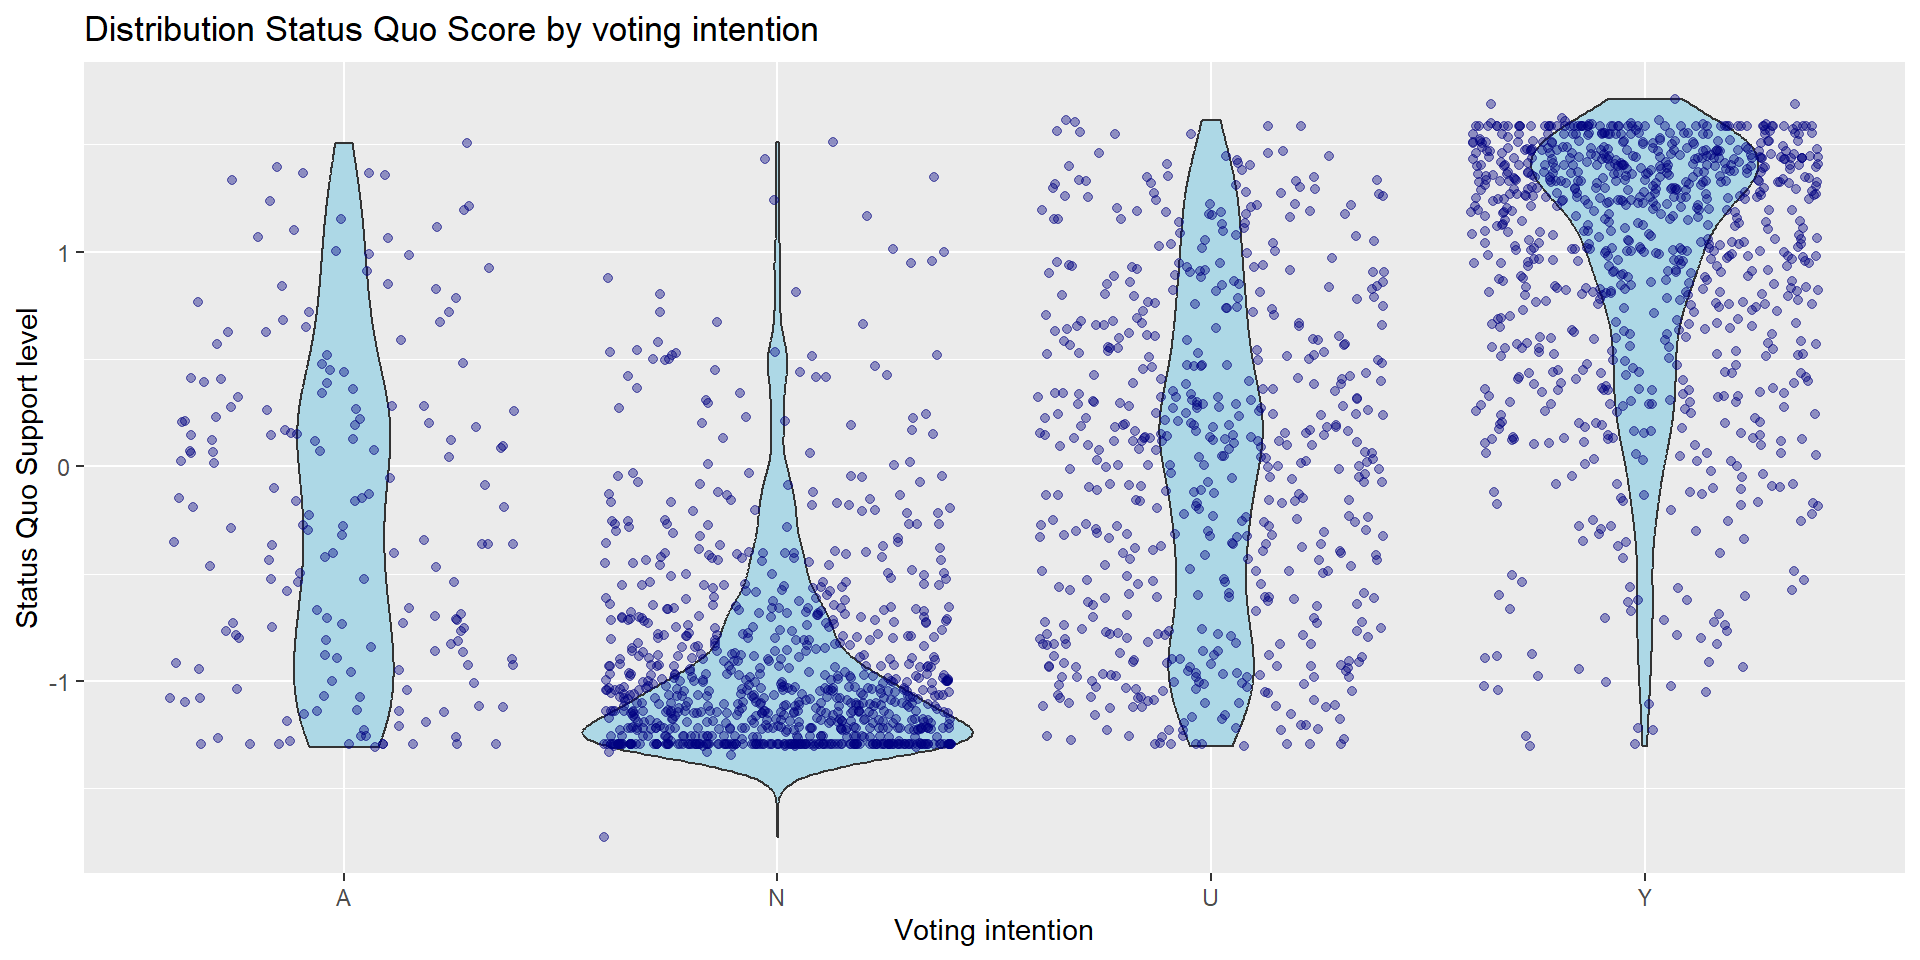 Distribution Status Quo Score by voting intention
Status Quo Support level
1
0
-1
A
N
U
Y
Voting intention